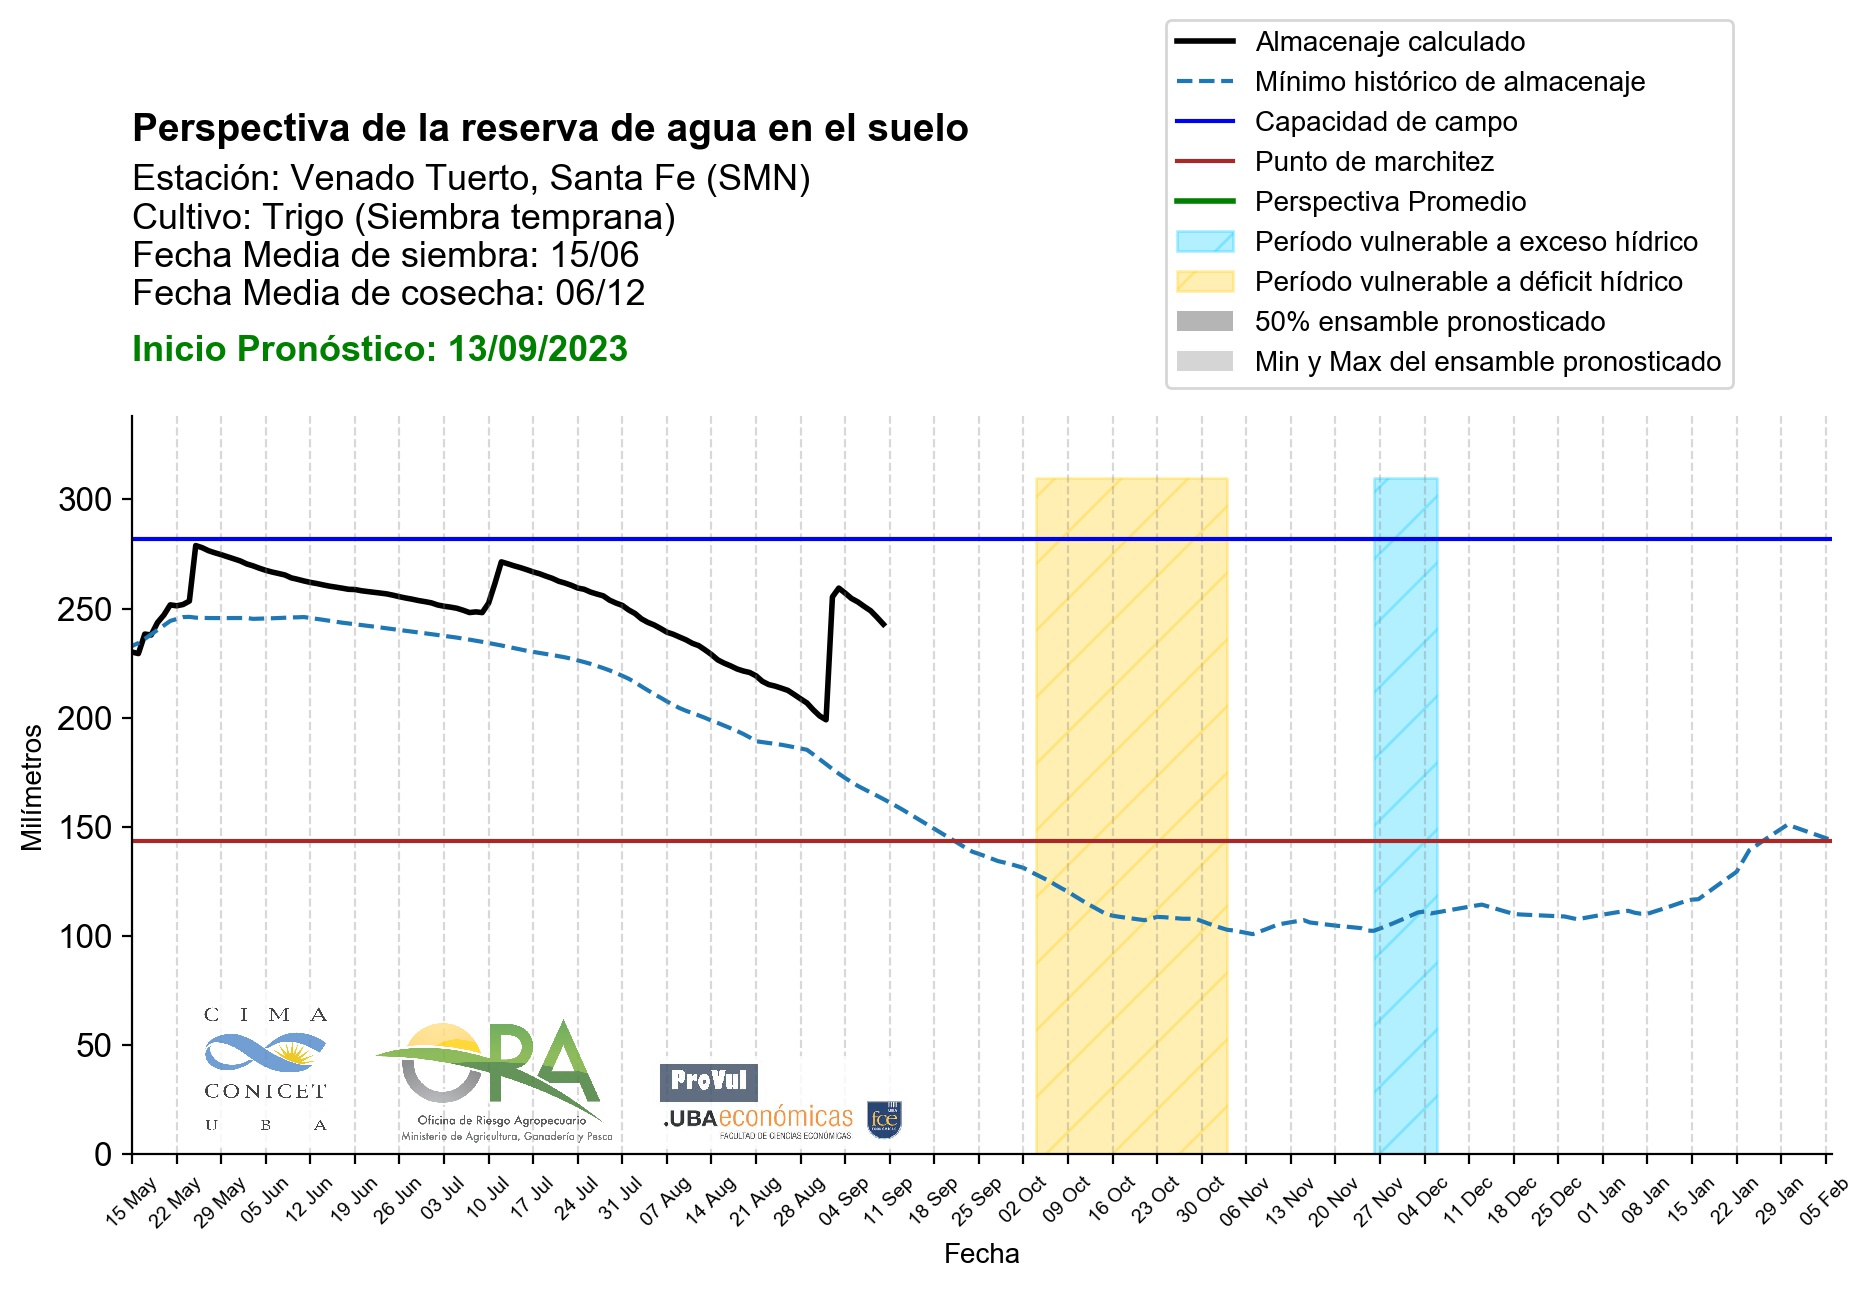 Almacenaje calculado
Mínimo histórico de almacenaje
Capacidad de campo
Punto de marchitez
Perspectiva Promedio
Período vulnerable a exceso hídrico
Período vulnerable a déficit hídrico
50% ensamble pronosticado
Min y Max del ensamble pronosticado
Perspectiva de la reserva de agua en el suelo
Estación: Venado Tuerto, Santa Fe (SMN)
Cultivo: Trigo (Siembra temprana)
Fecha Media de siembra: 15/06
Fecha Media de cosecha: 06/12
Inicio Pronóstico: 13/09/2023
Milímetros
300
250
200
150
100
50
0
CIMA
CONICET
UBA
ORA
Oficina de Riesgo Agropecuario
Ministerio de Agricultura, Ganadería y Pesca
ProVul
.UBAeconómicas
FACULTAD DE CIENCIAS ECONÓMICAS
fce
15 May
22 May
29 May
05 Jun
12 Jun
19 Jun
26 Jun
03 Jul
10 Jul
17 Jul
24 Jul
31 Jul
07 Aug
14 Aug
21 Aug
28 Aug
04 Sep
11 Sep
18 Sep
25 Sep
02 Oct
09 Oct
16 Oct
23 Oct
30 Oct
06 Nov
13 Nov
20 Nov
27 Nov
04 Dec
11 Dec
18 Dec
25 Dec
01 Jan
08 Jan
15 Jan
22 Jan
29 Jan
05 Feb
Fecha